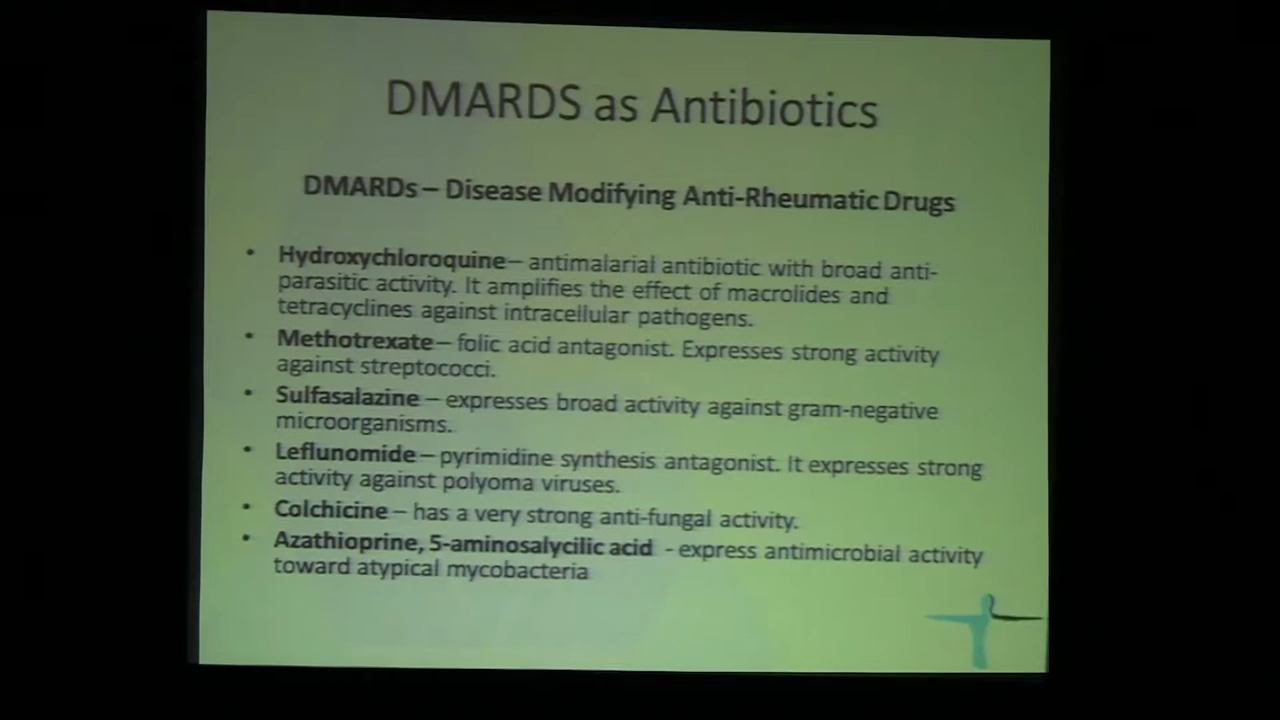 DMARDS as Antibiotics
DMARDs – Disease Modifying Anti-Rheumatic Drugs
• Hydroxychloroquine – antimalarial antibiotic with broad anti-
parasitic activity. It amplifies the effect of macrolides and
tetracyclines against intracellular pathogens.
• Methotrexate – folic acid antagonist. Expresses strong activity
against streptococci.
• Sulfasalazine – expresses broad activity against gram-negative
microorganisms.
• Leflunomide – pyrimidine synthesis antagonist. It expresses strong
activity against polyoma viruses.
• Colchicine – has a very strong anti-fungal activity.
• Azathioprine, 5-aminosalycilic acid - express antimicrobial activity
toward atypical mycobacteria